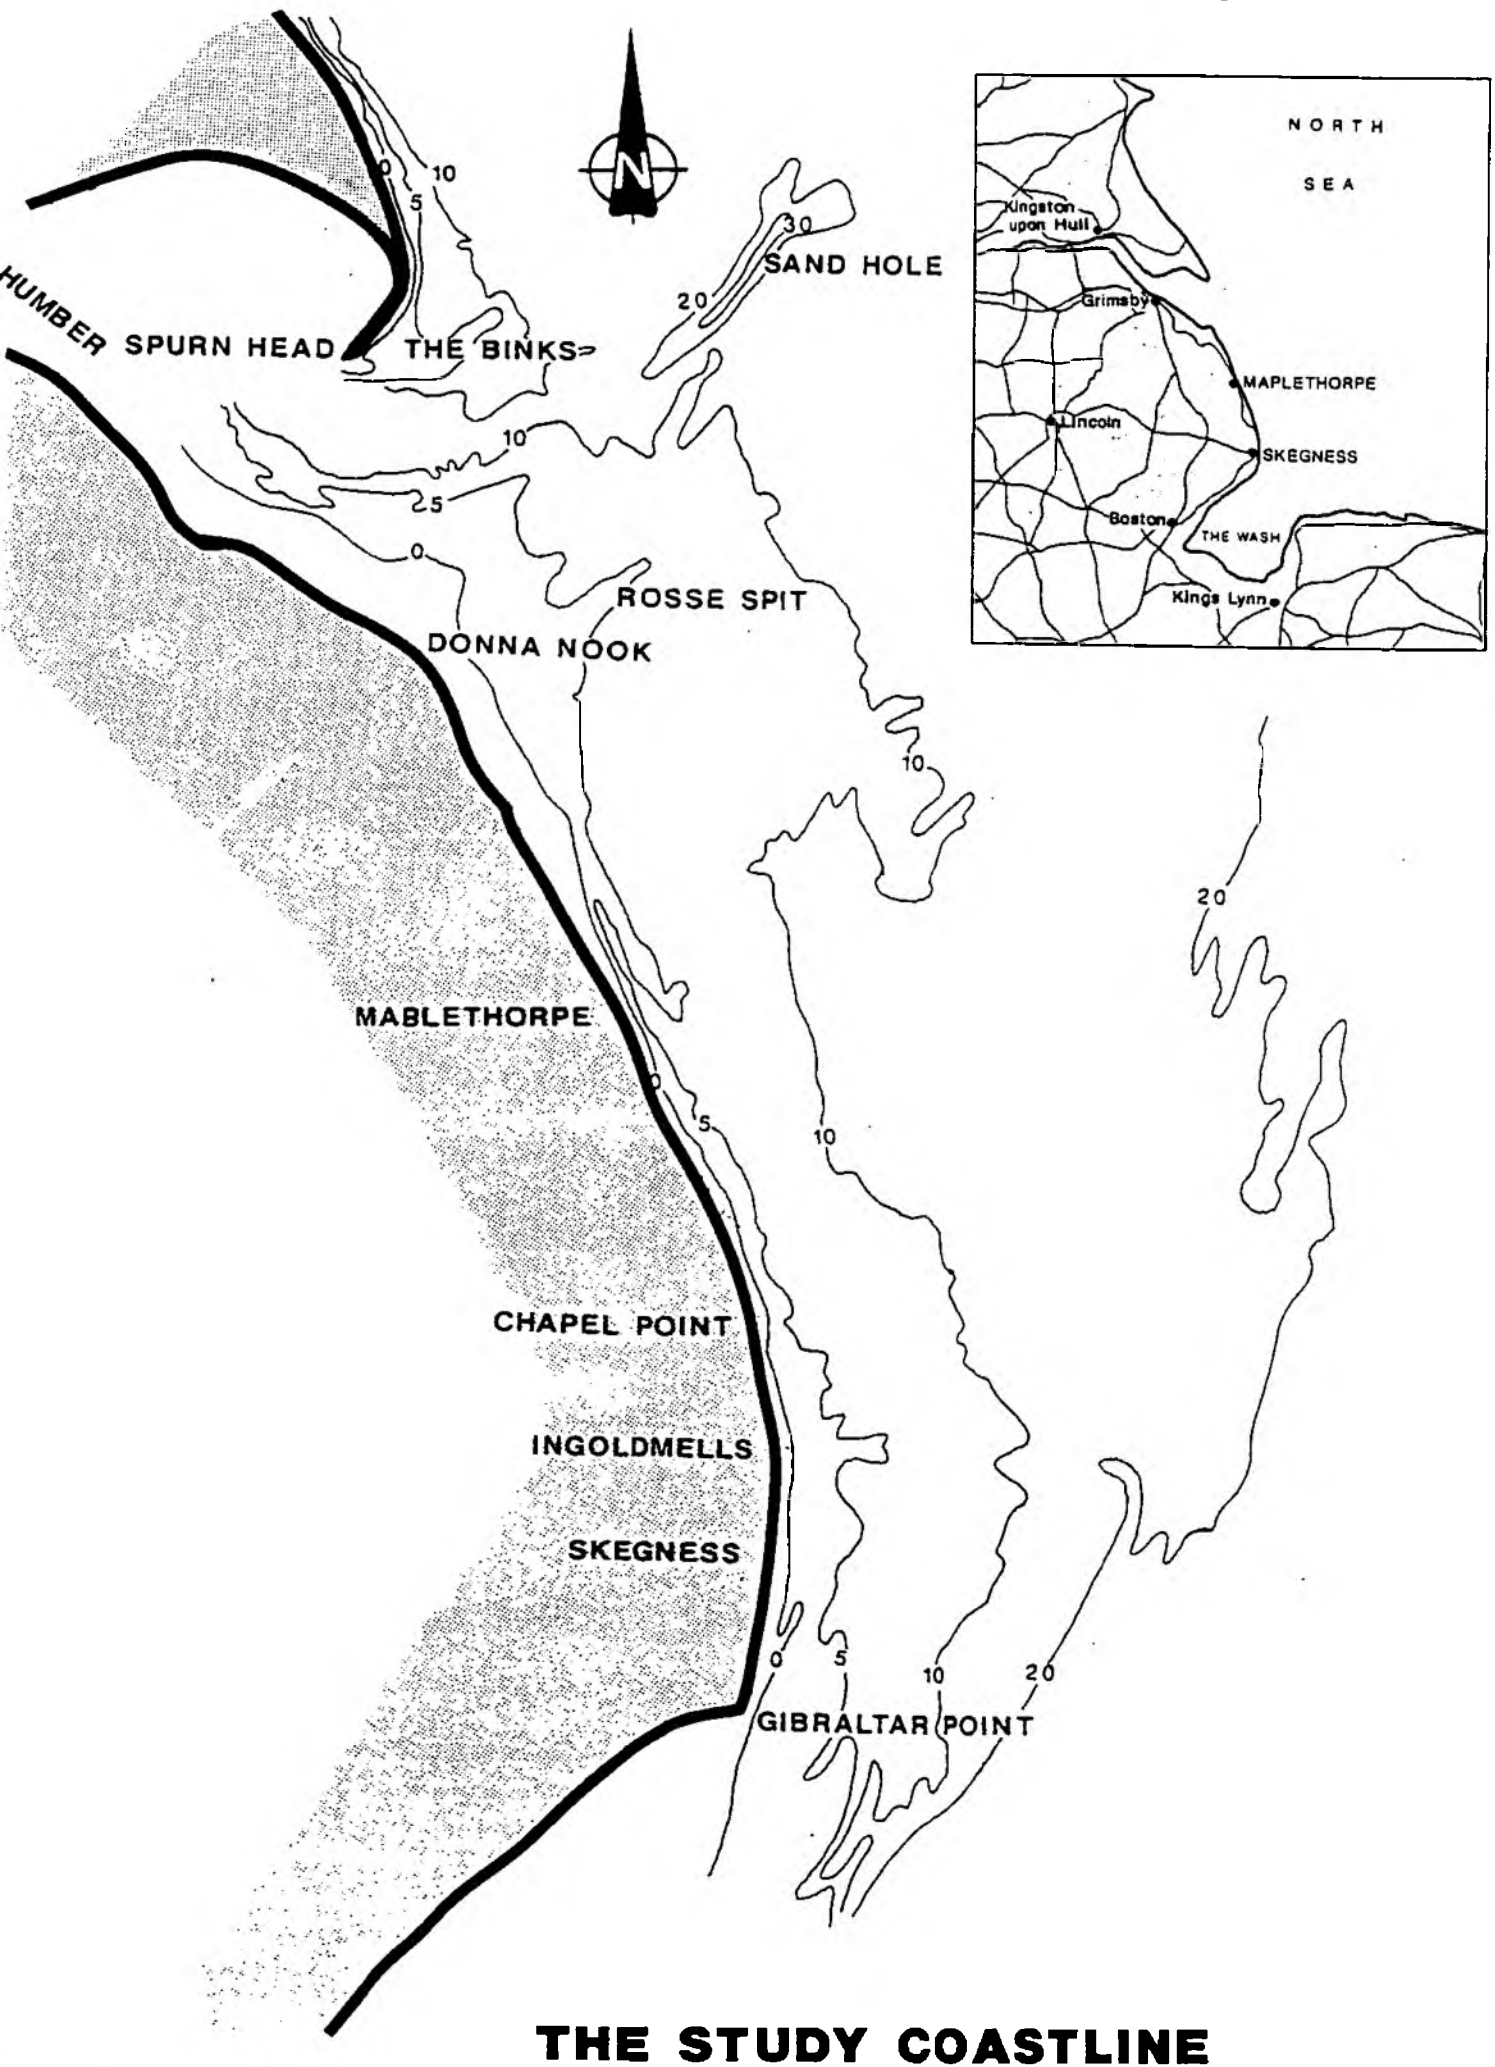 N
0
10
5
30
SAND HOLE
20
HUMBER
SPURN HEAD
THE BINKS
10
5
0
ROSSE SPIT
DONNA NOOK
10
20
MABLETHORPE
0
5
10
CHAPEL POINT
INGOLDMELLS
SKEGNESS
0
5
10
20
GIBRALTAR POINT
NORTH
SEA
Kingston
upon Hull
Grimsby
MAPLETHORPE
Lincoln
SKEGNESS
Boston
THE WASH
Kings Lynn
THE STUDY COASTLINE